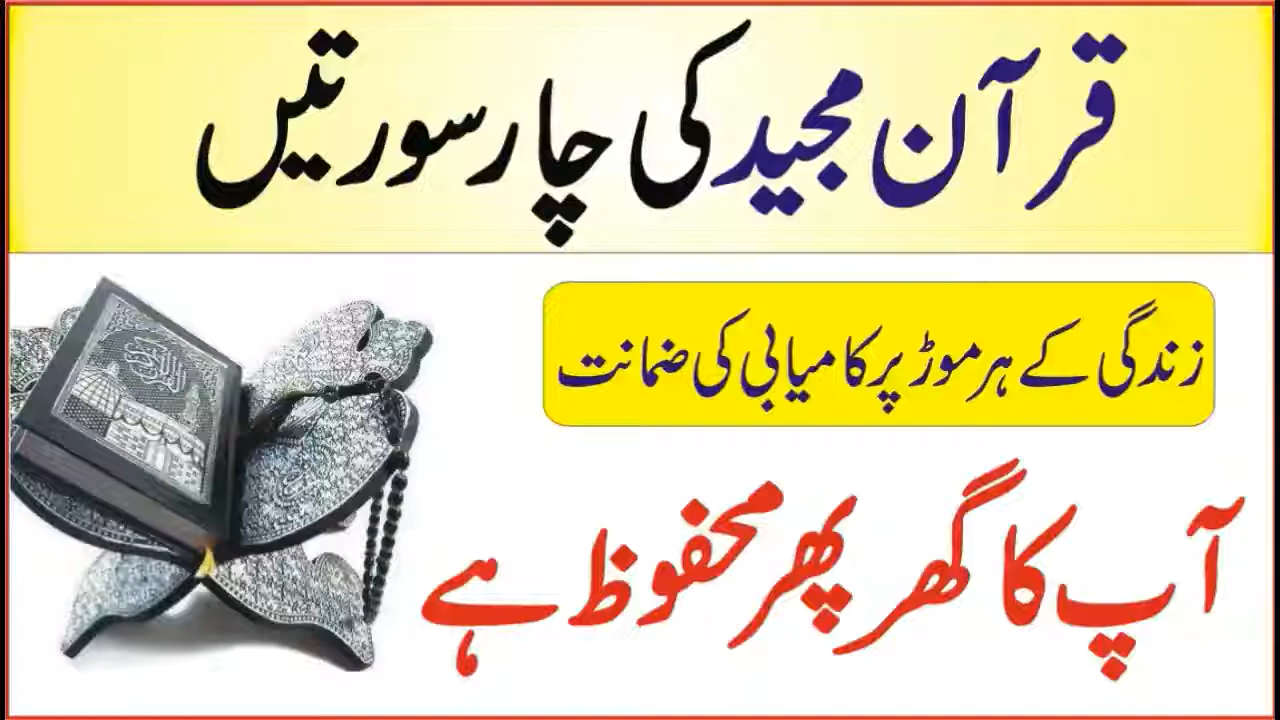 قرآن مجید کی چار سورتیں
زندگی کے ہر موڑ پر کامیابی کی ضمانت
آپ کا گھر پھر محفوظ ہے